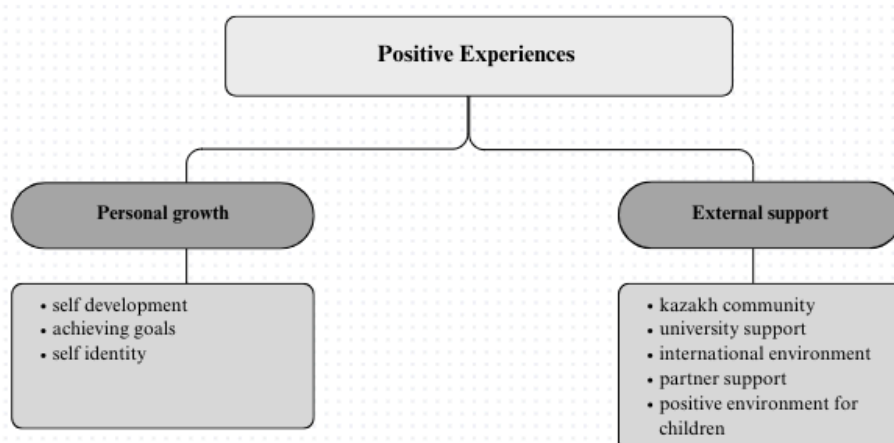 Positive Experiences
Personal growth
• self development
• achieving goals
• self identity
External support
• kazakh community
• university support
• international environment
• partner support
• positive environment for
children